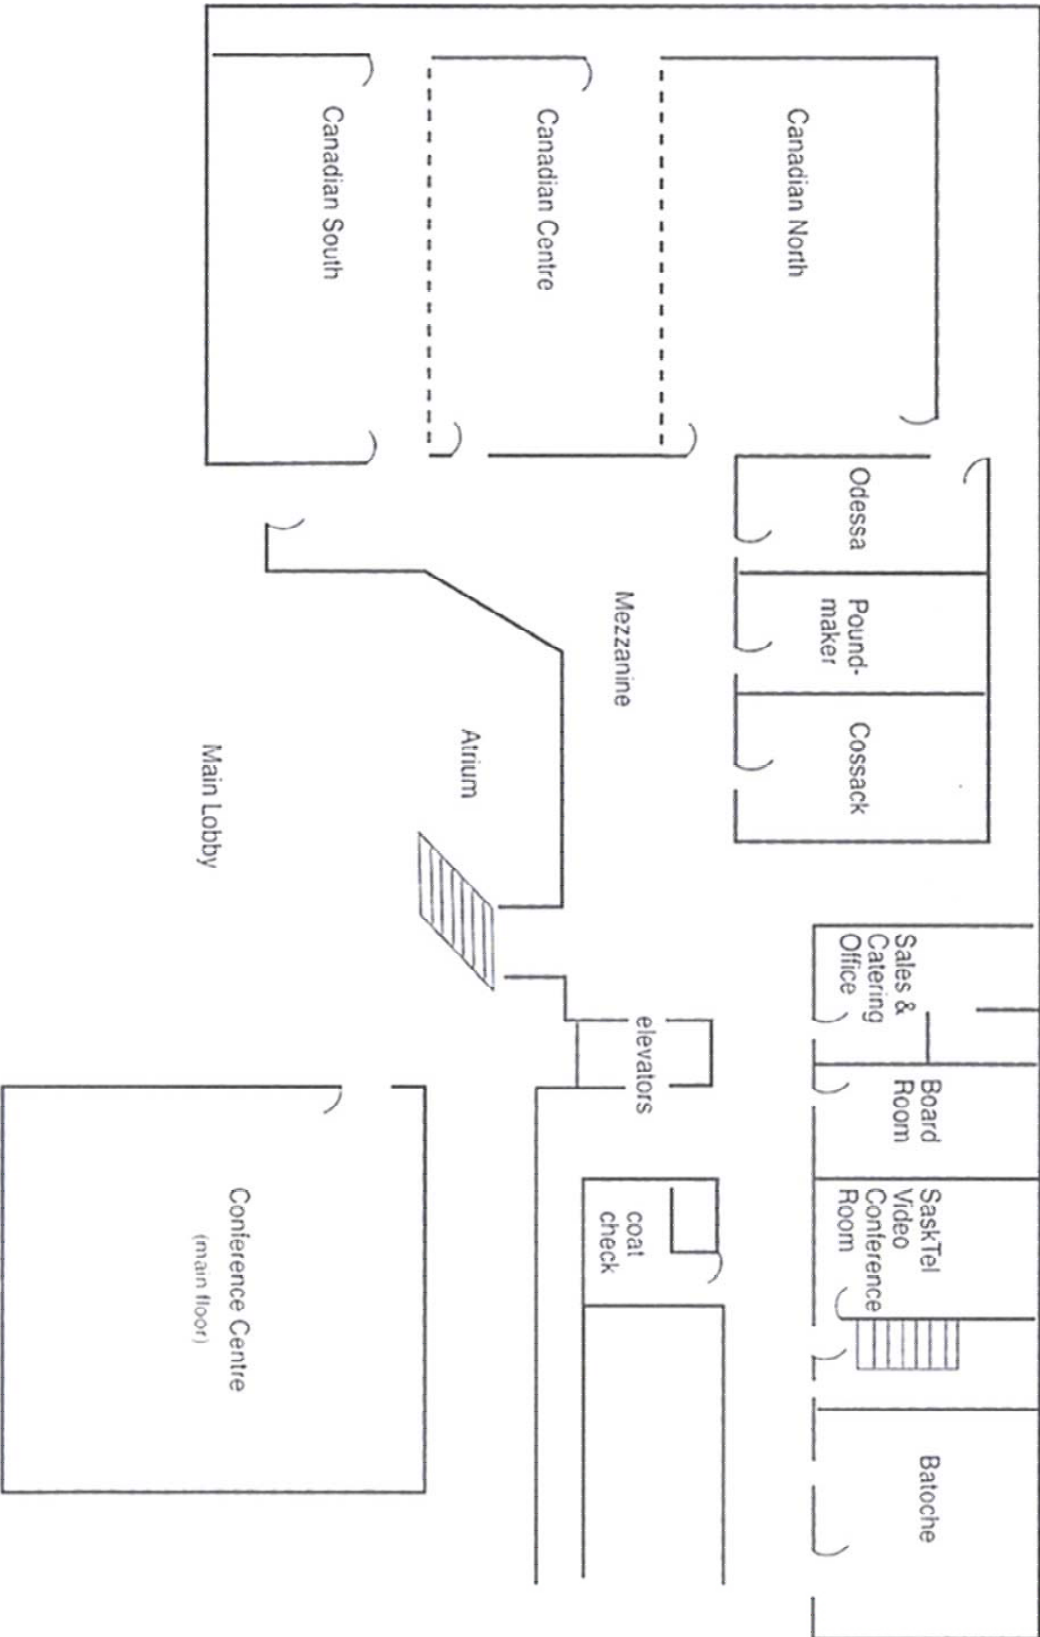 Canadian North
Canadian Centre
Canadian South
Odessa
Pound-
maker
Cossack
Mezzanine
Atrium
Main Lobby
Sales &
Catering
Office
Board
Room
SaskTel
Video
Conference
Room
Batoche
elevators
coat
check
Conference Centre
(main floor)